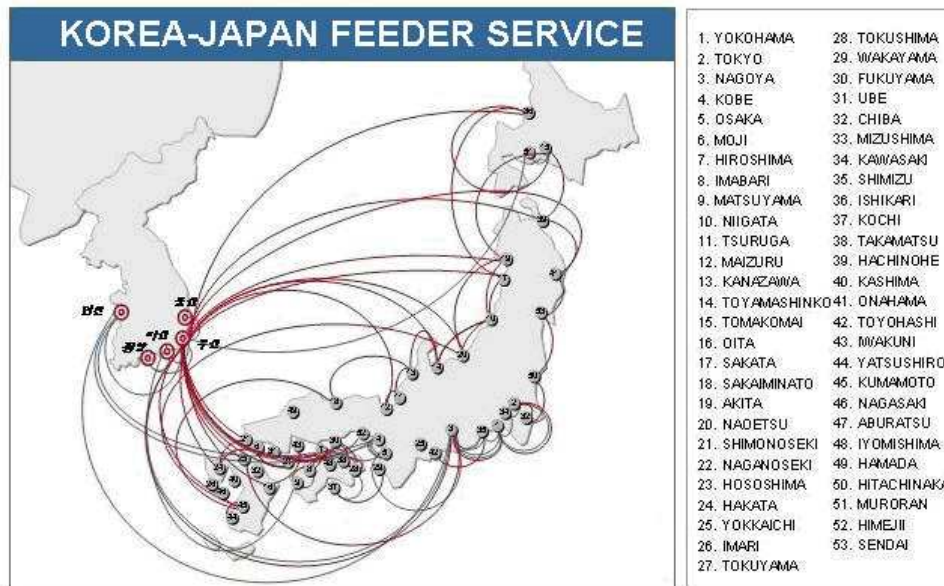 KOREA-JAPAN FEEDER SERVICE
1. YOKOHAMA
2. TOKYO
3. NAGOYA
4. KOBE
5. OSAKA
6. MOJI
7. HIROSHIMA
8. IMABARI
9. MATSUYAMA
10. NIIGATA
11. TSURUGA
12. MAIZURU
13. KANAZAWA
14. TOYAMASHINKO
15. TOMAKOMAI
16. OITA
17. SAKATA
18. SAKAIMINATO
19. AKITA
20. NAOETSU
21. SHIMONOSEKI
22. NAGANOSEKI
23. HOSOSHIMA
24. HAKATA
25. YOKKAICHI
26. IMARI
27. TOKUYAMA
28. TOKUSHIMA
29. WAKAYAMA
30. FUKUYAMA
31. UBE
32. CHIBA
33. MIZUSHIMA
34. KAWASAKI
35. SHIMIZU
36. ISHIKARI
37. KOCHI
38. TAKAMATSU
39. HACHINOHE
40. KASHIMA
41. ONAHAMA
42. TOYOHASHI
43. IWAKUNI
44. YATSUSHIRO
45. KUMAMOTO
46. NAGASAKI
47. ABURATSU
48. IYOMISHIMA
49. HAMADA
50. HITACHINAKA
51. MURORAN
52. HIMEJI
53. SENDAI